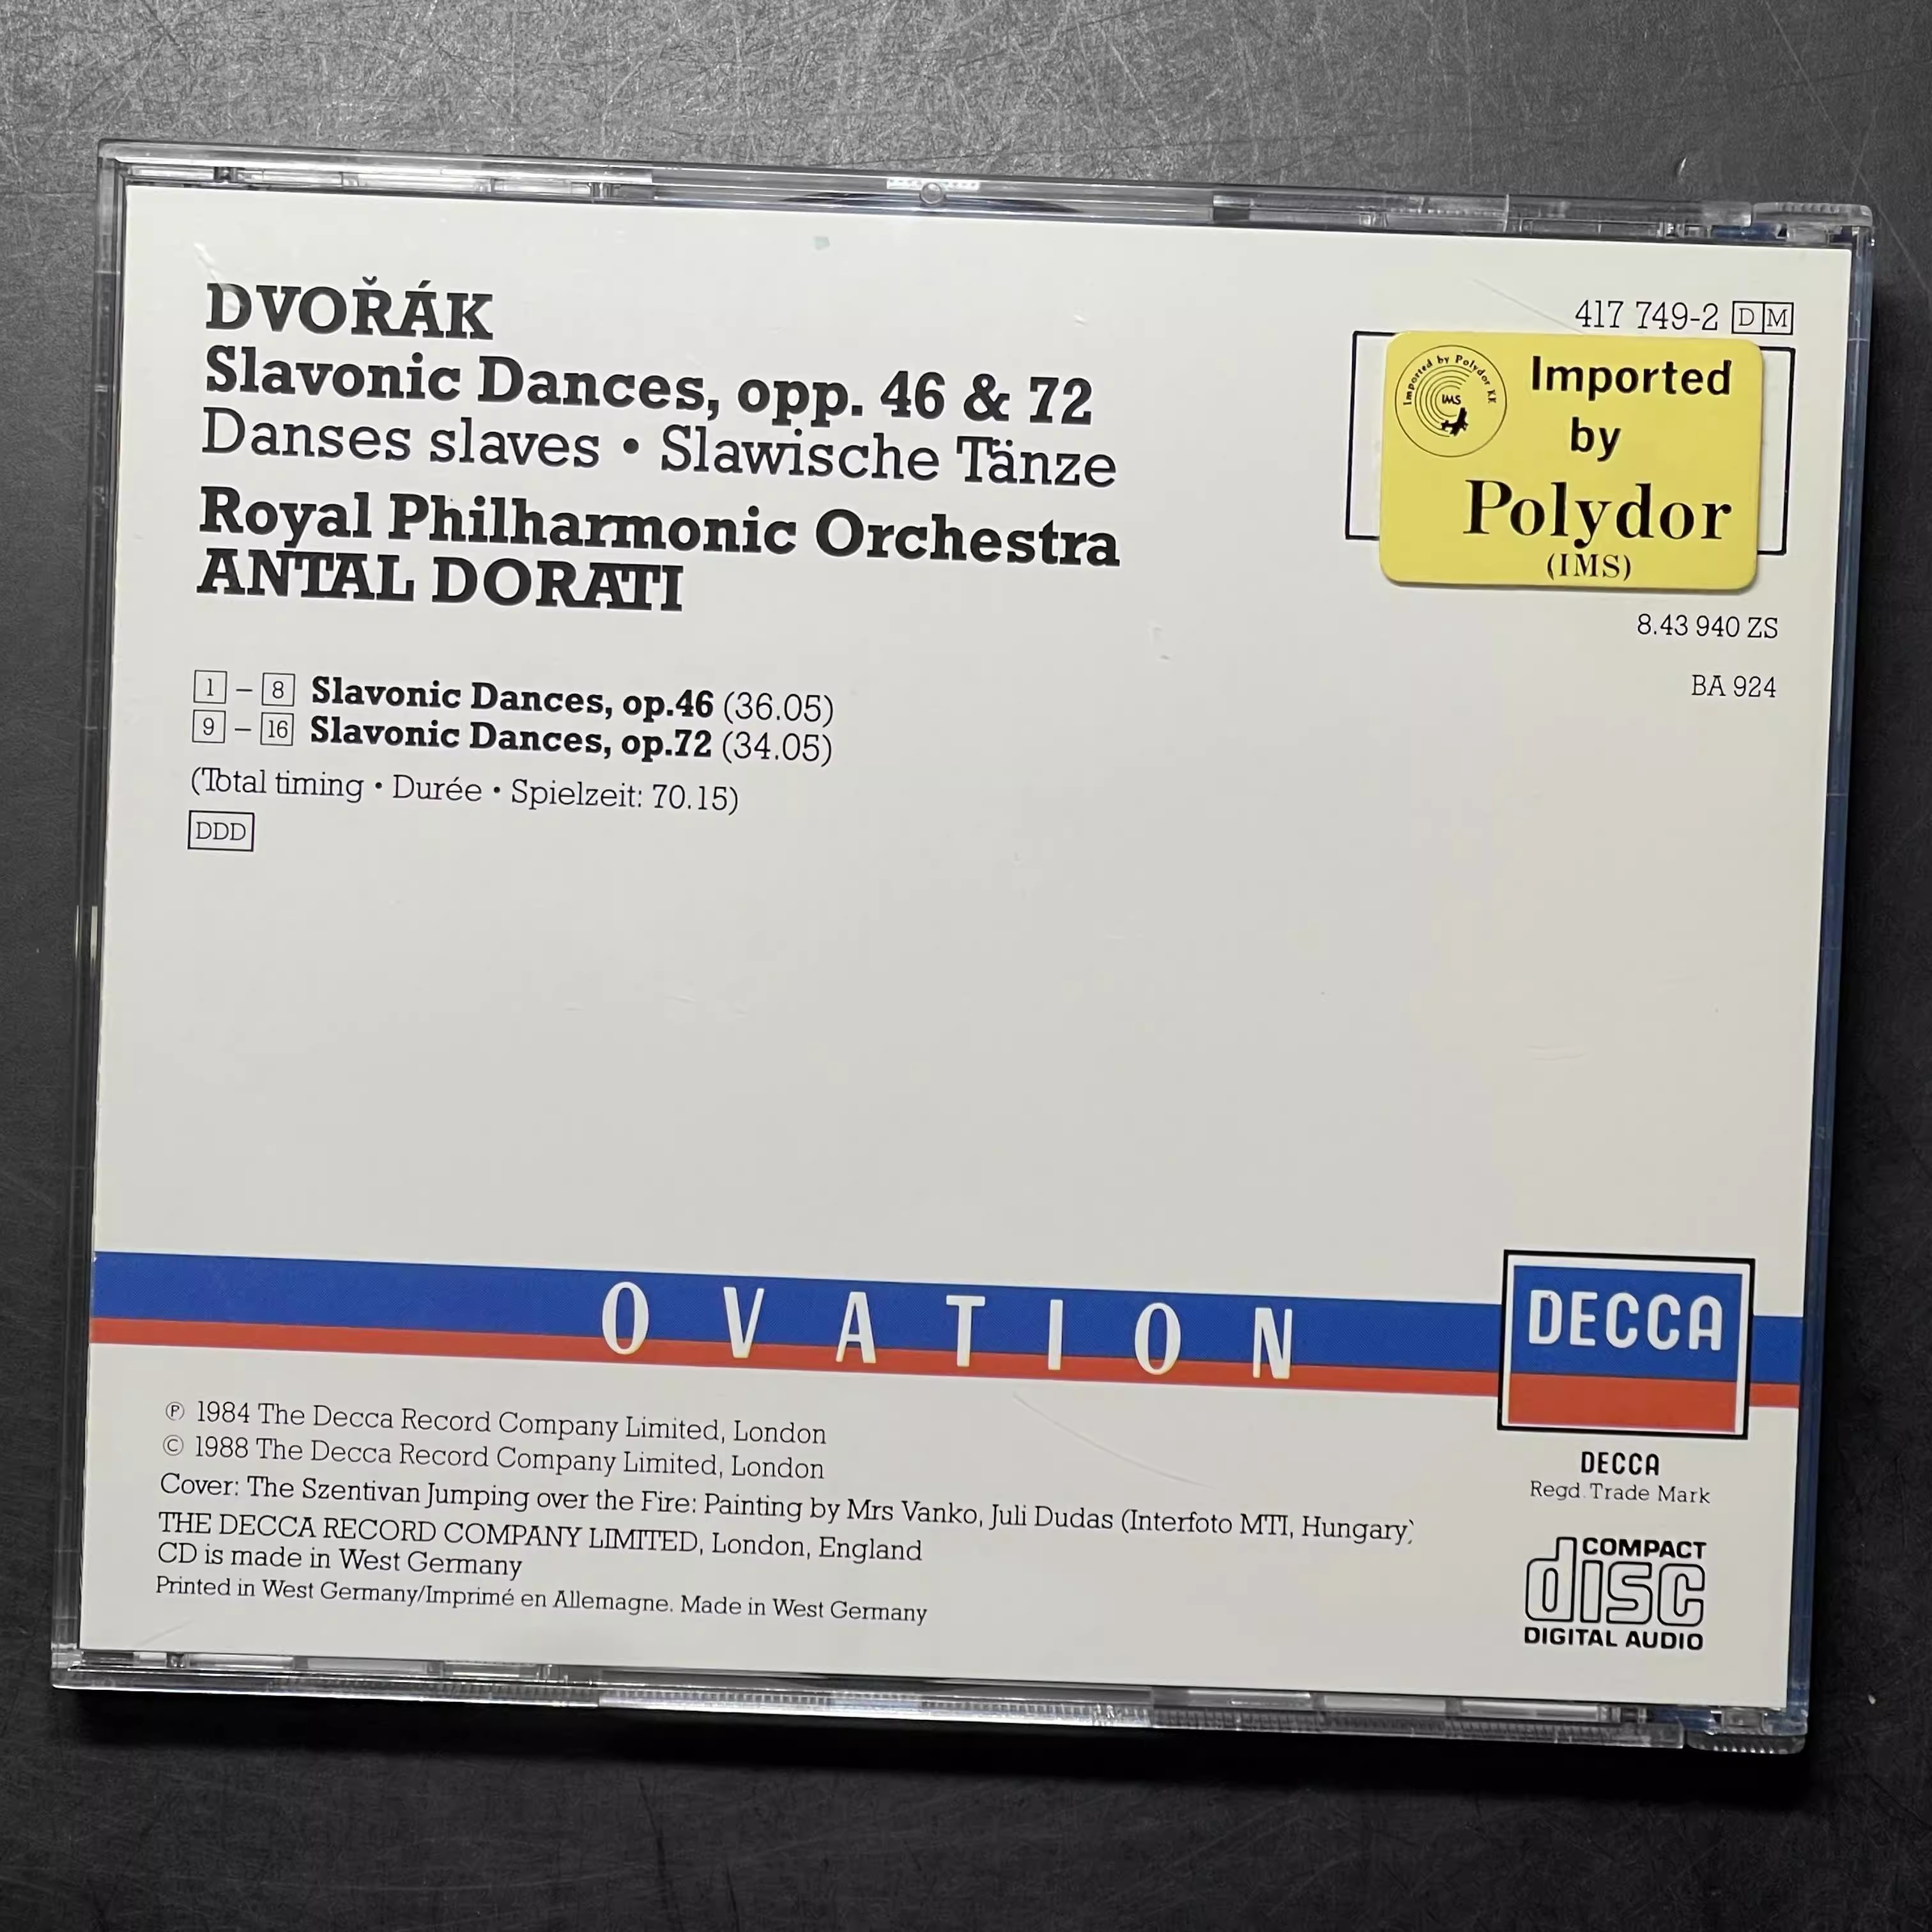 DVOŘÁK
Slavonic Dances, opp. 46 & 72
Danses slaves • Slawische Tänze
Royal Philharmonic Orchestra
ANTAL DORATI
417 749-2 DM
Imported by Polydor KK
IMS
Imported
by
Polydor
(IMS)
8.43 940 ZS
BA 924
1 – 8 Slavonic Dances, op.46 (36.05)
9 – 16 Slavonic Dances, op.72 (34.05)
(Total timing • Durée • Spielzeit: 70.15)
DDD
OVATION
DECCA
℗ 1984 The Decca Record Company Limited, London
© 1988 The Decca Record Company Limited, London
Cover: The Szentivan Jumping over the Fire: Painting by Mrs Vanko, Juli Dudas (Interfoto MTI, Hungary)
THE DECCA RECORD COMPANY LIMITED, London, England
CD is made in West Germany
Printed in West Germany/Imprimé en Allemagne. Made in West Germany
DECCA
Regd. Trade Mark
COMPACT
disc
DIGITAL AUDIO